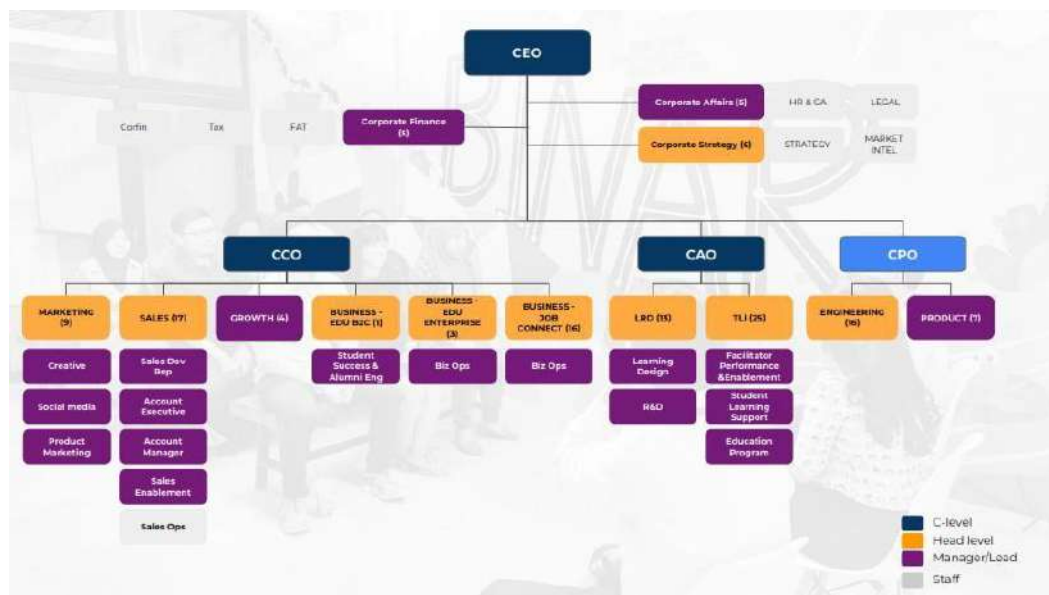 CEO
Corporate Affairs (5)
HR & GA
LEGAL
Corfin
Tax
FAT
Corporate Finance
Corporate Strategy (6)
STRATEGY
MARKET
INTEL
CCO
CAO
CPO
MARKETING
(9)
SALES (17)
GROWTH (4)
BUSINESS -
EDU B2C (1)
BUSINESS -
EDU
ENTERPRISE
(3)
BUSINESS -
JOB
CONNECT (16)
LRD (13)
TLI (25)
ENGINEERING
(16)
PRODUCT (7)
Creative
Social media
Product
Marketing
Sales Dev
Rep
Account
Executive
Account
Manager
Sales
Enablement
Sales Ops
Student
Success &
Alumni Eng
Biz Ops
Biz Ops
Learning
Design
R&D
Facilitator
Performance
&Enablement
Student
Learning
Support
Education
Program
C-level
Head level
Manager/Lead
Staff